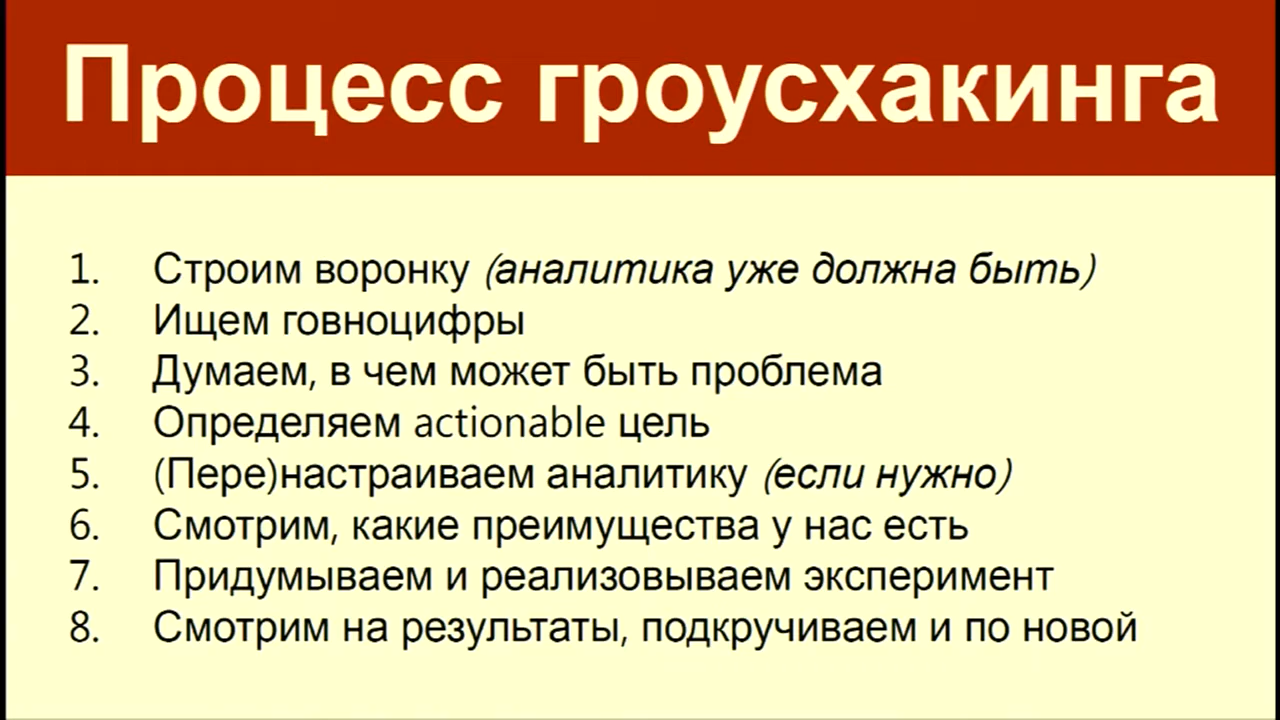 Процесс гроусхакинга
1. Строим воронку (аналитика уже должна быть)
2. Ищем говноцифры
3. Думаем, в чем может быть проблема
4. Определяем actionable цель
5. (Пере)настраиваем аналитику (если нужно)
6. Смотрим, какие преимущества у нас есть
7. Придумываем и реализовываем эксперимент
8. Смотрим на результаты, подкручиваем и по новой